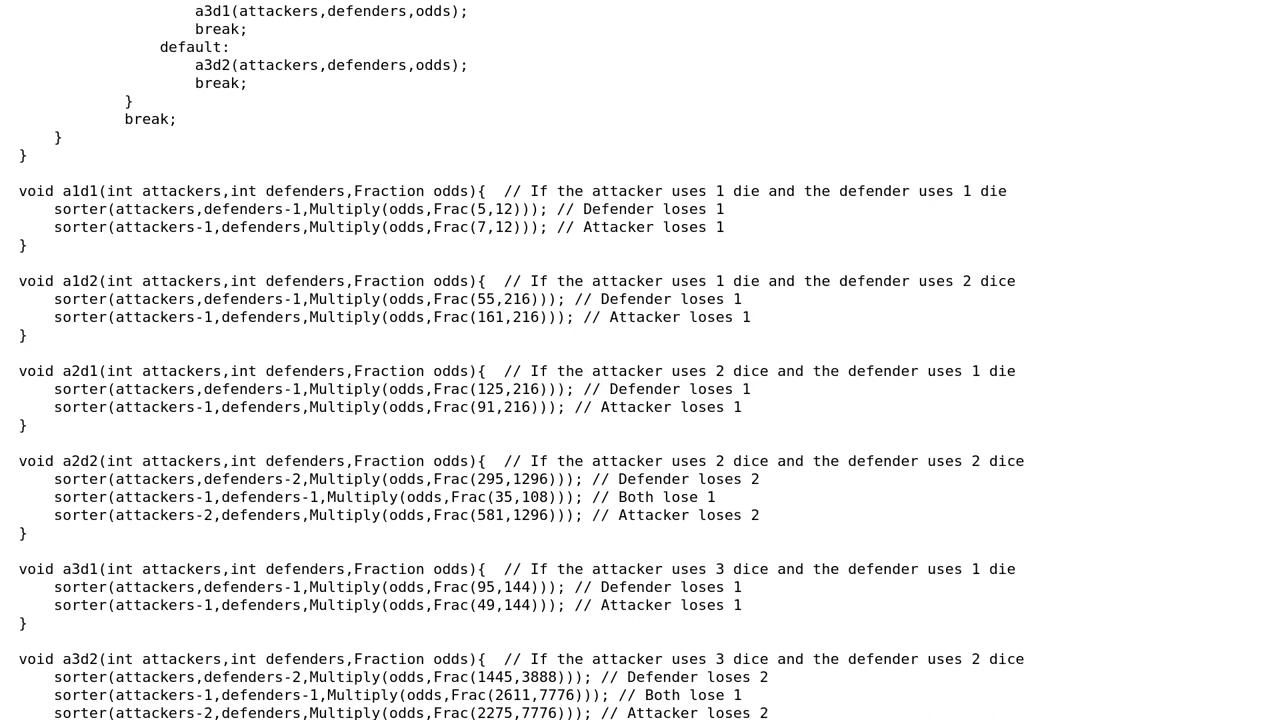 a3d1(attackers,defenders,odds);
                    break;
                default:
                    a3d2(attackers,defenders,odds);
                    break;
            }
            break;
    }
}

void a1d1(int attackers,int defenders,Fraction odds){  // If the attacker uses 1 die and the defender uses 1 die
    sorter(attackers,defenders-1,Multiply(odds,Frac(5,12))); // Defender loses 1
    sorter(attackers-1,defenders,Multiply(odds,Frac(7,12))); // Attacker loses 1
}

void a1d2(int attackers,int defenders,Fraction odds){  // If the attacker uses 1 die and the defender uses 2 dice
    sorter(attackers,defenders-1,Multiply(odds,Frac(55,216))); // Defender loses 1
    sorter(attackers-1,defenders,Multiply(odds,Frac(161,216))); // Attacker loses 1
}

void a2d1(int attackers,int defenders,Fraction odds){  // If the attacker uses 2 dice and the defender uses 1 die
    sorter(attackers,defenders-1,Multiply(odds,Frac(125,216))); // Defender loses 1
    sorter(attackers-1,defenders,Multiply(odds,Frac(91,216))); // Attacker loses 1
}

void a2d2(int attackers,int defenders,Fraction odds){  // If the attacker uses 2 dice and the defender uses 2 dice
    sorter(attackers,defenders-2,Multiply(odds,Frac(295,1296))); // Defender loses 2
    sorter(attackers-1,defenders-1,Multiply(odds,Frac(35,108))); // Both lose 1
    sorter(attackers-2,defenders,Multiply(odds,Frac(581,1296))); // Attacker loses 2
}

void a3d1(int attackers,int defenders,Fraction odds){  // If the attacker uses 3 dice and the defender uses 1 die
    sorter(attackers,defenders-1,Multiply(odds,Frac(95,144))); // Defender loses 1
    sorter(attackers-1,defenders,Multiply(odds,Frac(49,144))); // Attacker loses 1
}

void a3d2(int attackers,int defenders,Fraction odds){  // If the attacker uses 3 dice and the defender uses 2 dice
    sorter(attackers,defenders-2,Multiply(odds,Frac(1445,3888))); // Defender loses 2
    sorter(attackers-1,defenders-1,Multiply(odds,Frac(2611,7776))); // Both lose 1
    sorter(attackers-2,defenders,Multiply(odds,Frac(2275,7776))); // Attacker loses 2